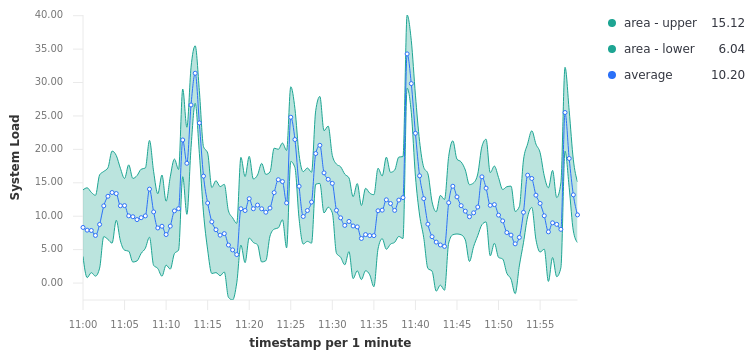 40.00
35.00
30.00
25.00
20.00
15.00
10.00
5.00
0.00
System Load
11:00 11:05 11:10 11:15 11:20 11:25 11:30 11:35 11:40 11:45 11:50 11:55
timestamp per 1 minute
area - upper 15.12
area - lower 6.04
average 10.20